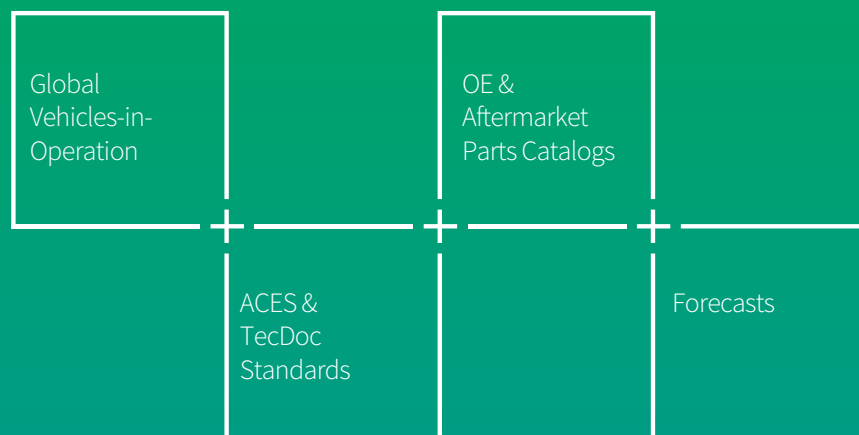 Global
Vehicles-in-
Operation
OE &
Aftermarket
Parts Catalogs
ACES &
TecDoc
Standards
Forecasts